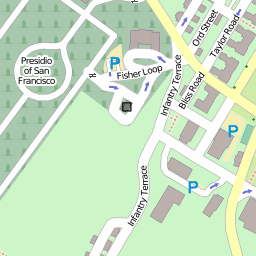 Ord Street
Taylor Road
P
Fisher Loop
Presidio
of San
Francisco
Infantry Terrace
Bliss Road
P
Infantry Terrace
P